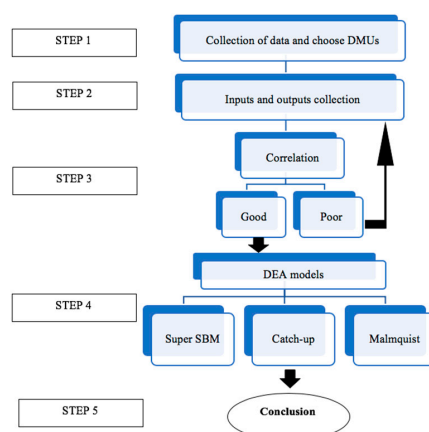 STEP 1
Collection of data and choose DMUs
STEP 2
Inputs and outputs collection
Correlation
STEP 3
Good
Poor
DEA models
STEP 4
Super SBM
Catch-up
Malmquist
STEP 5
Conclusion